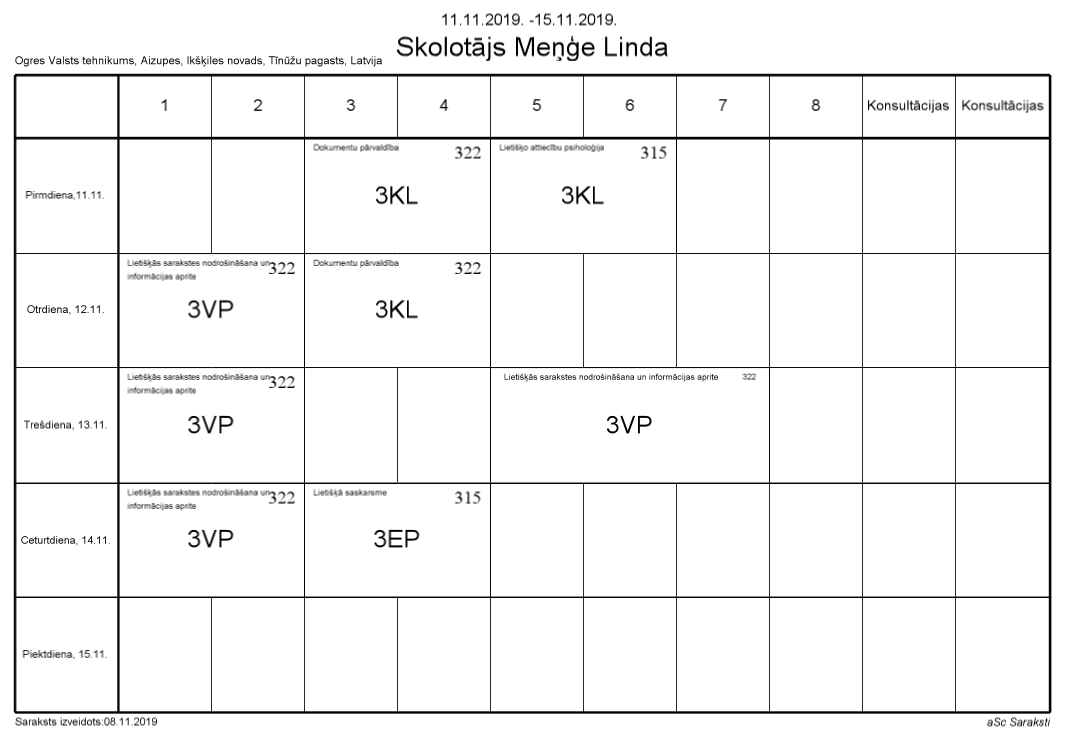 11.11.2019. -15.11.2019.
Skolotājs Meņģe Linda
Ogres Valsts tehnikums, Aizupes, Ikšķiles novads, Tīnūžu pagasts, Latvija
1 2 3 4 5 6 7 8 Konsultācijas Konsultācijas
Pirmdiena,11.11.
Dokumentu pārvaldība 322
3KL
Lietišķo attiecību psiholoģija 315
3KL
Otrdiena, 12.11.
Lietišķās sarakstes nodrošināšana un 322
informācijas aprite
3VP
Dokumentu pārvaldība 322
3KL
Trešdiena, 13.11.
Lietišķās sarakstes nodrošināšana un 322
informācijas aprite
3VP
Lietišķās sarakstes nodrošināšana un informācijas aprite 322
3VP
Ceturtdiena, 14.11.
Lietišķās sarakstes nodrošināšana un 322
informācijas aprite
3VP
Lietišķā saskarsme 315
3EP
Piektdiena, 15.11.
Saraksts izveidots:08.11.2019
aSc Saraksti